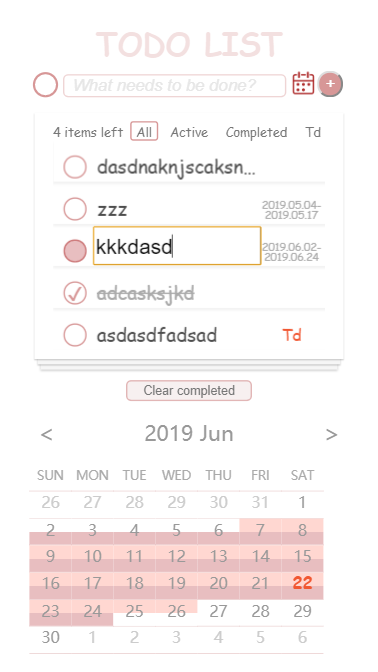 TODO LIST
What needs to be done? +
4 items left All Active Completed Td
dasdnaknjscaksn...
zzz 2019.05.04-
2019.05.17
kkkdasd 2019.06.02-
2019.06.24
adcasksjkd
asdasdfadsad Td
Clear completed
< 2019 Jun >
SUN MON TUE WED THU FRI SAT
26 27 28 29 30 31 1
2 3 4 5 6 7 8
9 10 11 12 13 14 15
16 17 18 19 20 21 22
23 24 25 26 27 28 29
30 1 2 3 4 5 6